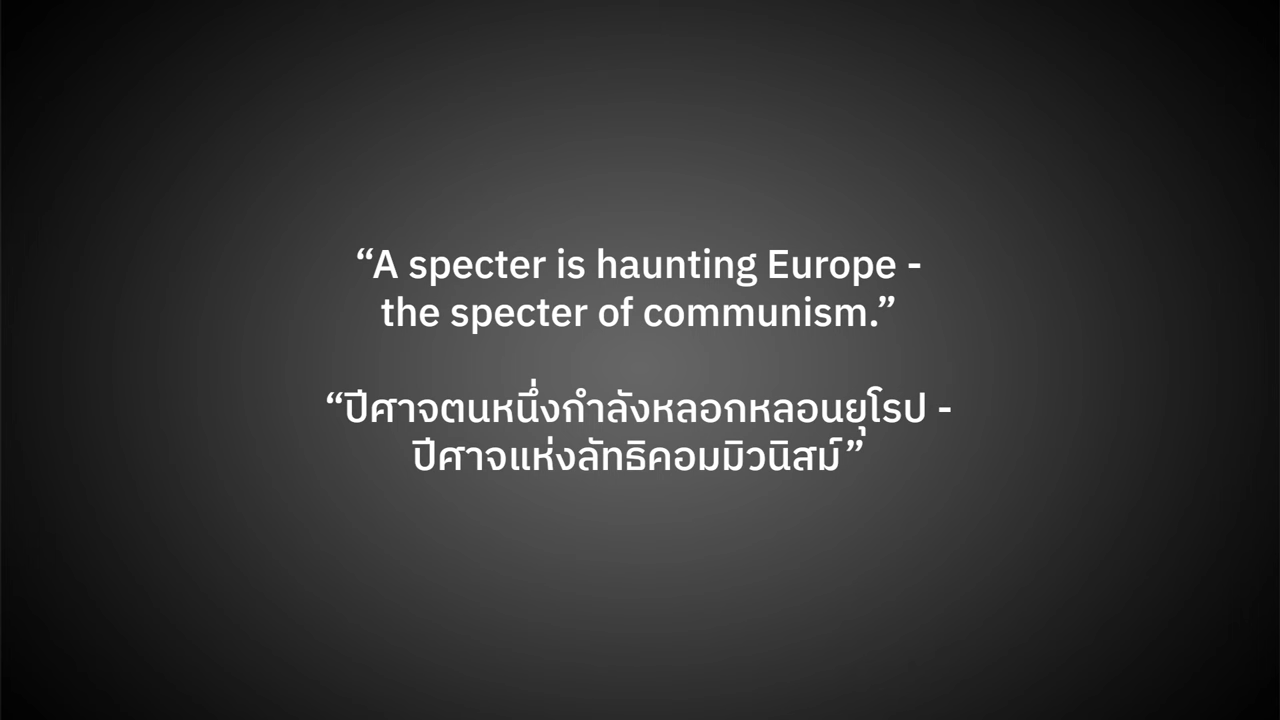 “A specter is haunting Europe -
the specter of communism.”
“ปีศาจตนหนึ่งกำลังหลอกหลอนยุโรป -
ปีศาจแห่งลัทธิคอมมิวนิสม์”